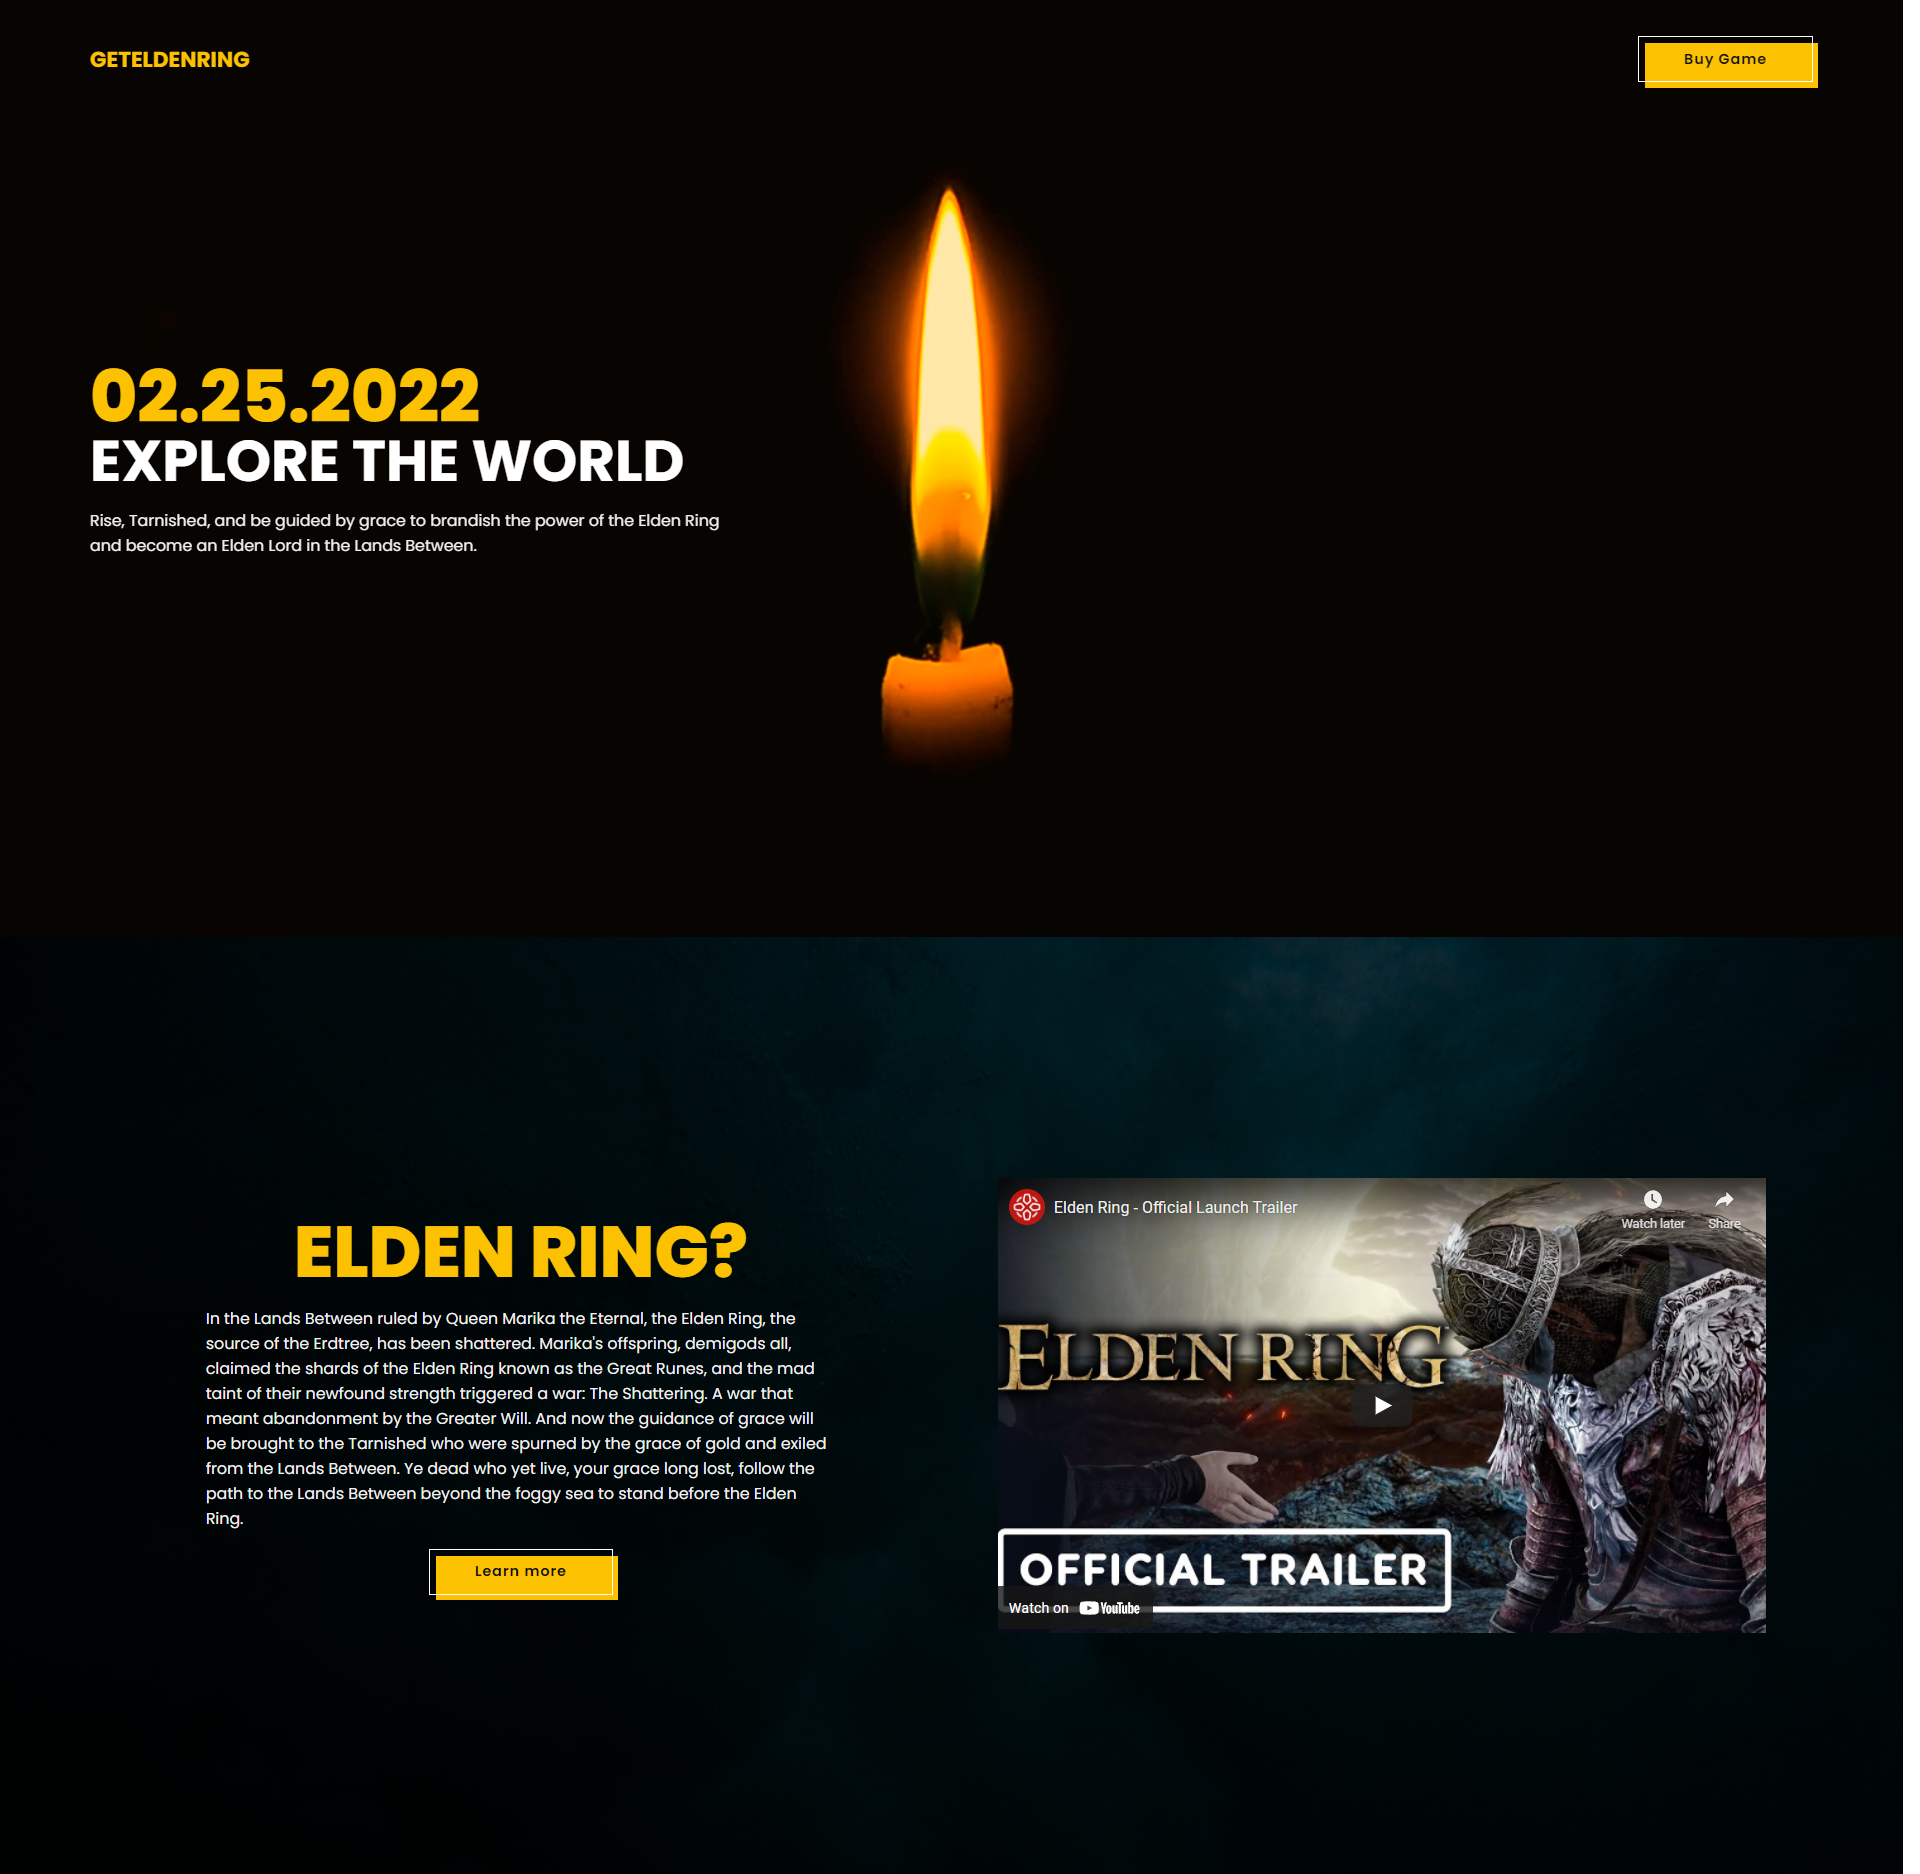 GETELDENRING
Buy Game
02.25.2022
EXPLORE THE WORLD
Rise, Tarnished, and be guided by grace to brandish the power of the Elden Ring
and become an Elden Lord in the Lands Between.
ELDEN RING?
In the Lands Between ruled by Queen Marika the Eternal, the Elden Ring, the
source of the Erdtree, has been shattered. Marika's offspring, demigods all,
claimed the shards of the Elden Ring known as the Great Runes, and the mad
taint of their newfound strength triggered a war: The Shattering. A war that
meant abandonment by the Greater Will. And now the guidance of grace will
be brought to the Tarnished who were spurned by the grace of gold and exiled
from the Lands Between. Ye dead who yet live, your grace long lost, follow the
path to the Lands Between beyond the foggy sea to stand before the Elden
Ring.
Learn more
Elden Ring - Official Launch Trailer
Watch later
Share
ELDEN RING
OFFICIAL TRAILER
Watch on YouTube